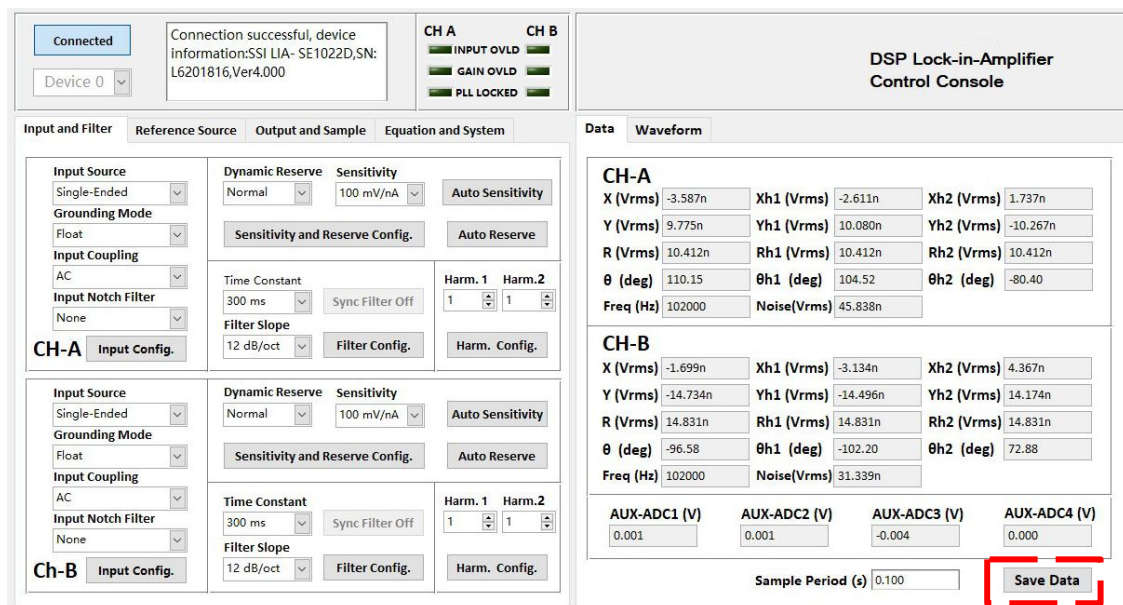 Connected
Device 0
Connection successful, device
information:SSI LIA- SE1022D,SN:
L6201816,Ver4.000
CH A CH B
INPUT OVLD
GAIN OVLD
PLL LOCKED
DSP Lock-in-Amplifier
Control Console
Input and Filter Reference Source Output and Sample Equation and System
Input Source
Single-Ended
Grounding Mode
Float
Input Coupling
AC
Input Notch Filter
None
CH-A Input Config.
Dynamic Reserve Sensitivity
Normal 100 mV/nA Auto Sensitivity
Sensitivity and Reserve Config. Auto Reserve
Time Constant
300 ms Sync Filter Off
Filter Slope
12 dB/oct Filter Config.
Harm. 1 Harm.2
1 1
Harm. Config.
Input Source
Single-Ended
Grounding Mode
Float
Input Coupling
AC
Input Notch Filter
None
Ch-B Input Config.
Dynamic Reserve Sensitivity
Normal 100 mV/nA Auto Sensitivity
Sensitivity and Reserve Config. Auto Reserve
Time Constant
300 ms Sync Filter Off
Filter Slope
12 dB/oct Filter Config.
Harm. 1 Harm.2
1 1
Harm. Config.
Data Waveform
CH-A
X (Vrms) -3.587n Xh1 (Vrms) -2.611n Xh2 (Vrms) 1.737n
Y (Vrms) 9.775n Yh1 (Vrms) 10.080n Yh2 (Vrms) -10.267n
R (Vrms) 10.412n Rh1 (Vrms) 10.412n Rh2 (Vrms) 10.412n
θ (deg) 110.15 θh1 (deg) 104.52 θh2 (deg) -80.40
Freq (Hz) 102000 Noise(Vrms) 45.838n
CH-B
X (Vrms) -1.699n Xh1 (Vrms) -3.134n Xh2 (Vrms) 4.367n
Y (Vrms) -14.734n Yh1 (Vrms) -14.496n Yh2 (Vrms) 14.174n
R (Vrms) 14.831n Rh1 (Vrms) 14.831n Rh2 (Vrms) 14.831n
θ (deg) -96.58 θh1 (deg) -102.20 θh2 (deg) 72.88
Freq (Hz) 102000 Noise(Vrms) 31.339n
AUX-ADC1 (V) AUX-ADC2 (V) AUX-ADC3 (V) AUX-ADC4 (V)
0.001 0.001 -0.004 0.000
Sample Period (s) 0.100 Save Data